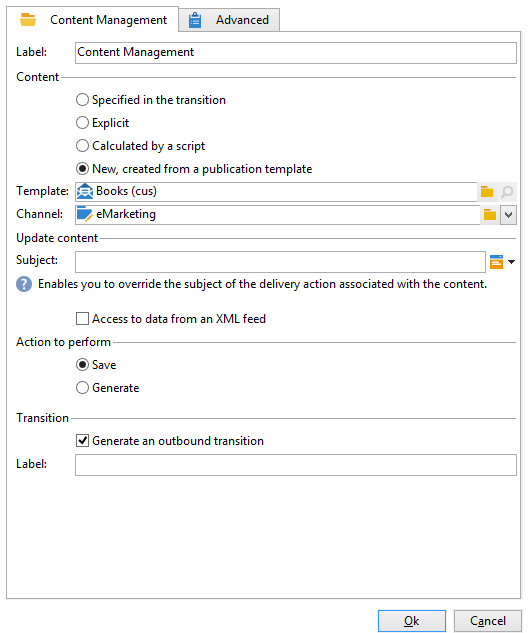 Content Management Advanced
Label: Content Management
Content
Specified in the transition
Explicit
Calculated by a script
New, created from a publication template
Template: Books (cus)
Channel: eMarketing
Update content
Subject:
Enables you to override the subject of the delivery action associated with the content.
Access to data from an XML feed
Action to perform
Save
Generate
Transition
Generate an outbound transition
Label:
Ok Cancel